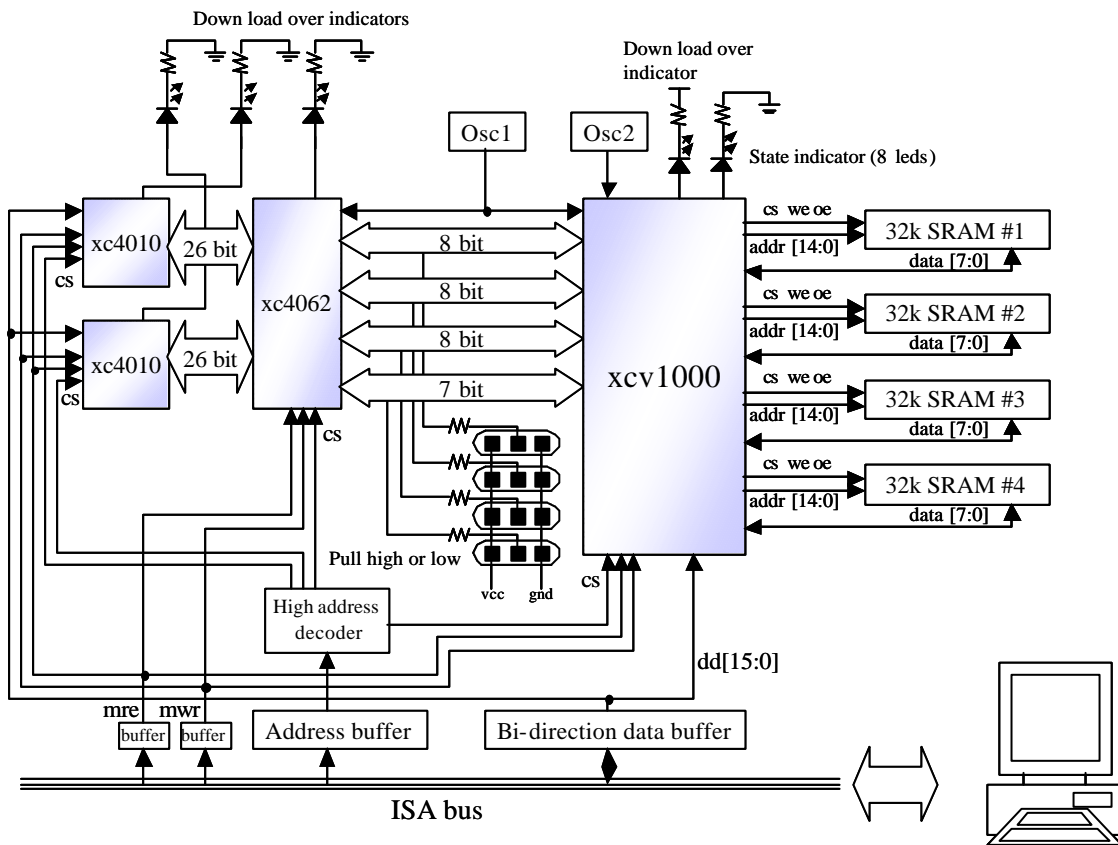 Down load over indicators
Down load over
indicator
Osc1
Osc2
State indicator (8 leds)
xc4010
26 bit
cs
xc4062
8 bit
8 bit
8 bit
7 bit
xc4010
26 bit
cs
cs
xcv1000
cs we oe
addr [14:0]
32k SRAM #1
data [7:0]
cs we oe
addr [14:0]
32k SRAM #2
data [7:0]
cs we oe
addr [14:0]
32k SRAM #3
data [7:0]
cs we oe
addr [14:0]
32k SRAM #4
data [7:0]
Pull high or low
vcc
gnd
cs
High address
decoder
dd[15:0]
mre
mwr
buffer
buffer
Address buffer
Bi-direction data buffer
ISA bus